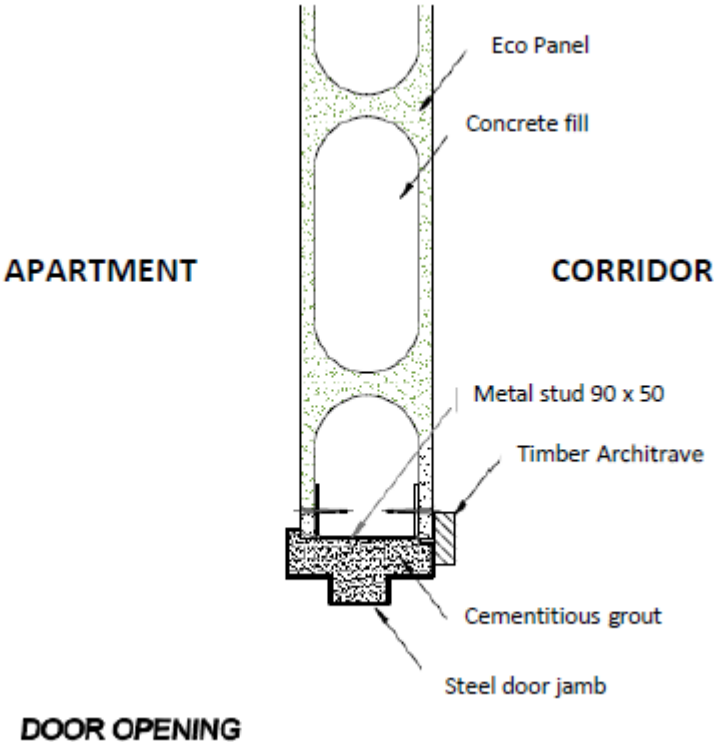 Eco Panel
Concrete fill
APARTMENT
CORRIDOR
Metal stud 90 x 50
Timber Architrave
Cementitious grout
Steel door jamb
DOOR OPENING